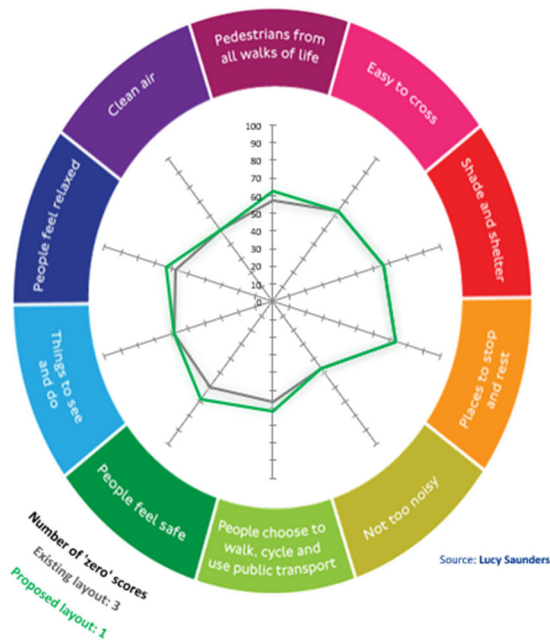 Pedestrians from
all walks of life
Easy to cross
Shade and shelter
Places to stop
and rest
Not too noisy
People choose to
walk, cycle and
use public transport
People feel safe
Things to see
and do
People feel relaxed
Clean air
100
90
80
70
60
50
40
30
20
10
0
Number of 'zero' scores
Existing layout: 3
Proposed layout: 1
Source: Lucy Saunders